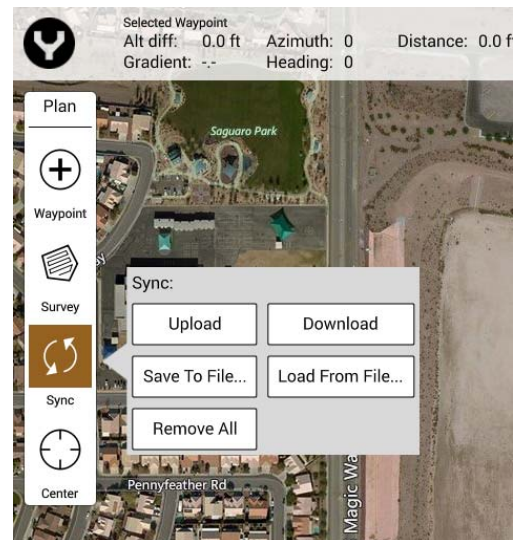 Selected Waypoint
Alt diff: 0.0 ft Azimuth: 0 Distance: 0.0 f
Gradient: -.- Heading: 0
Plan
Saguaro Park
Waypoint
Survey
Sync:
Upload Download
Save To File... Load From File...
Sync
Remove All
Center
Pennyfeather Rd
Magic Wa